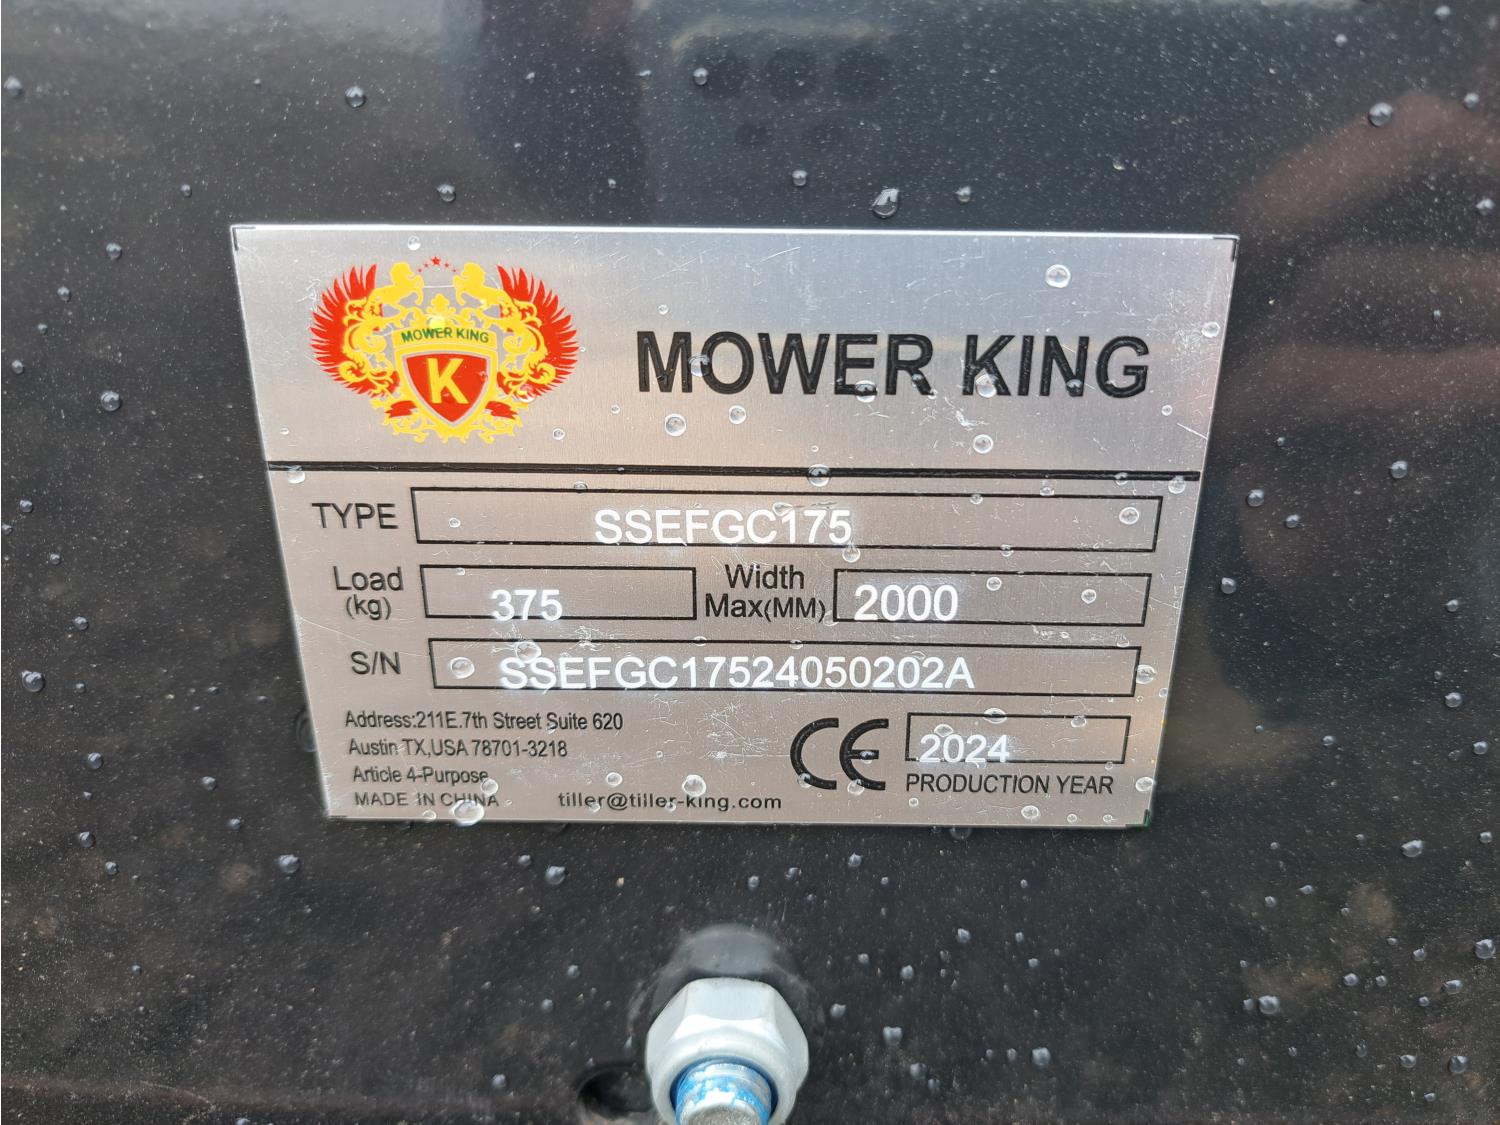 MOWER KING
K
MOWER KING
TYPE SSEFGC175
Load (kg) 375 Width Max(MM) 2000
S/N SSEFGC17524050202A
Address:211E.7th Street Suite 620
Austin TX,USA 78701-3218
Article 4-Purpose
MADE IN CHINA tiller@tiller-king.com
CE 2024
PRODUCTION YEAR